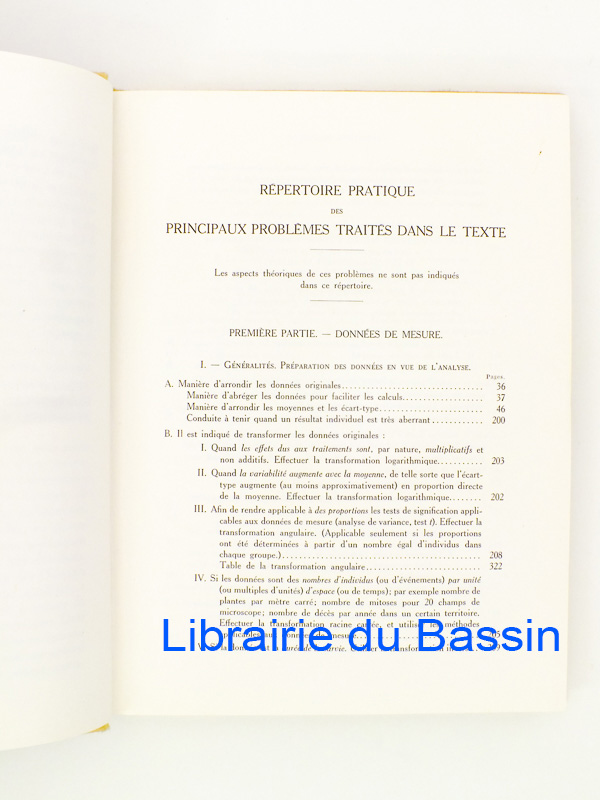 RÉPERTOIRE PRATIQUE
DES
PRINCIPAUX PROBLÈMES TRAITÉS DANS LE TEXTE
Les aspects théoriques de ces problèmes ne sont pas indiqués
dans ce répertoire.
PREMIÈRE PARTIE. — DONNÉES DE MESURE.
I. — Généralités. Préparation des données en vue de l'analyse.
Pages.
A. Manière d'arrondir les données originales 36
Manière d'abréger les données pour faciliter les calculs 37
Manière d'arrondir les moyennes et les écart-type 46
Conduite à tenir quand un résultat individuel est très aberrant 200
B. Il est indiqué de transformer les données originales :
I. Quand les effets dus aux traitements sont, par nature, multiplicatifs et
non additifs. Effectuer la transformation logarithmique 203
II. Quand la variabilité augmente avec la moyenne, de telle sorte que l'écart-
type augmente (au moins approximativement) en proportion directe
de la moyenne. Effectuer la transformation logarithmique 202
III. Afin de rendre applicable à des proportions les tests de signification appli-
cables aux données de mesure (analyse de variance, test t). Effectuer la
transformation angulaire. (Applicable seulement si les proportions
ont été déterminées à partir d'un nombre égal d'individus dans
chaque groupe.) 208
Table de la transformation angulaire 322
IV. Si les données sont des nombres d'individus (ou d'événements) par unité
(ou multiples d'unités) d'espace (ou de temps); par exemple nombre de
plantes par mètre carré; nombre de mitoses pour 20 champs de
microscope; nombre de décès par année dans un certain territoire.
Effectuer la transformation racine carrée, et utiliser les méthodes
Librairie du Bassin